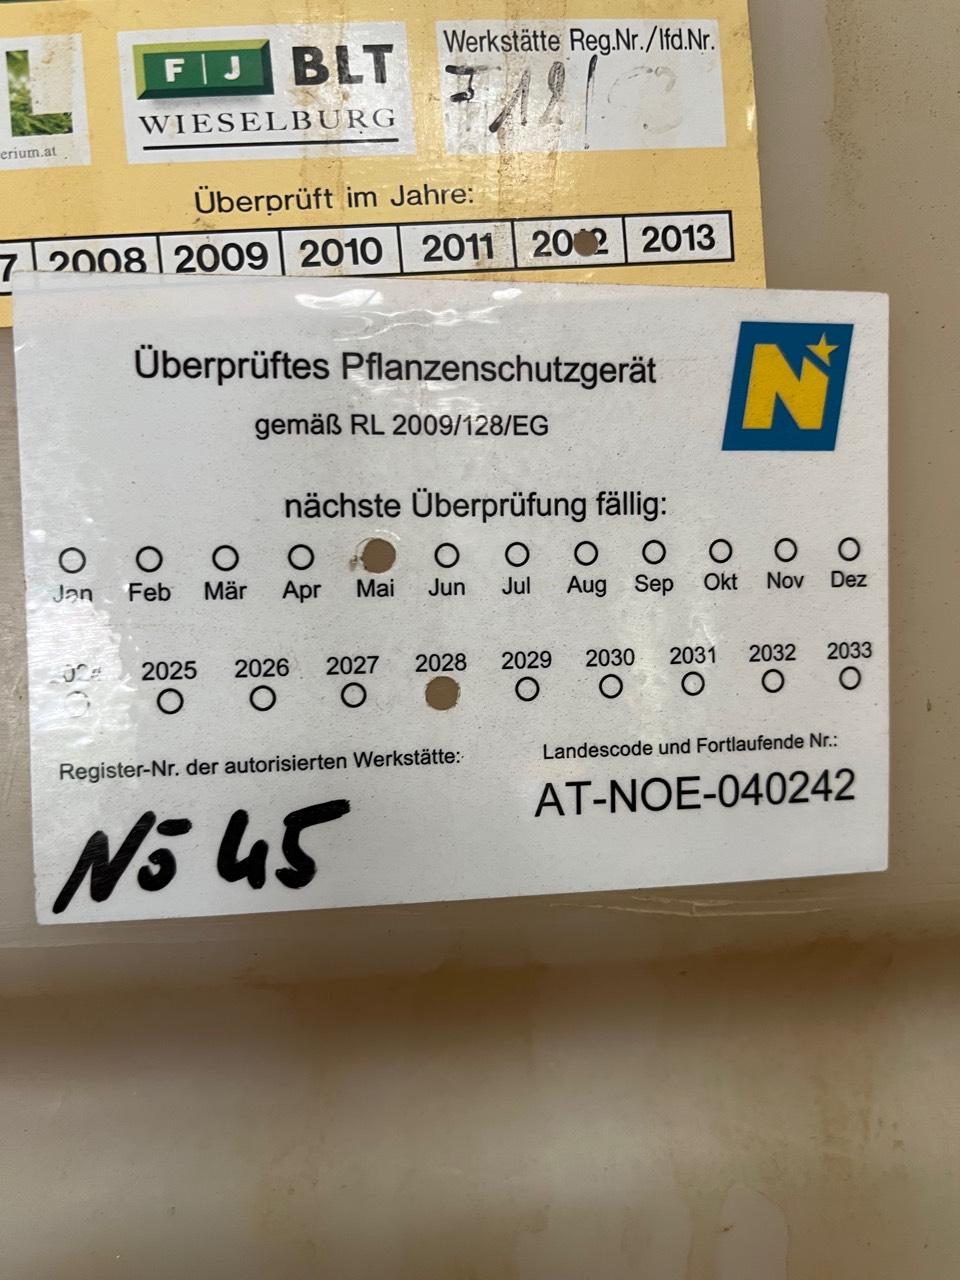 erium.at
F J BLT
WIESELBURG
Werkstätte Reg.Nr./lfd.Nr.
Überprüft im Jahre:
7 2008 2009 2010 2011 2012 2013
Überprüftes Pflanzenschutzgerät
gemäß RL 2009/128/EG
N
nächste Überprüfung fällig:
Jan Feb Mär Apr Mai Jun Jul Aug Sep Okt Nov Dez
2025 2026 2027 2028 2029 2030 2031 2032 2033
Register-Nr. der autorisierten Werkstätte:
Landescode und Fortlaufende Nr.:
AT-NOE-040242
NÖ 45